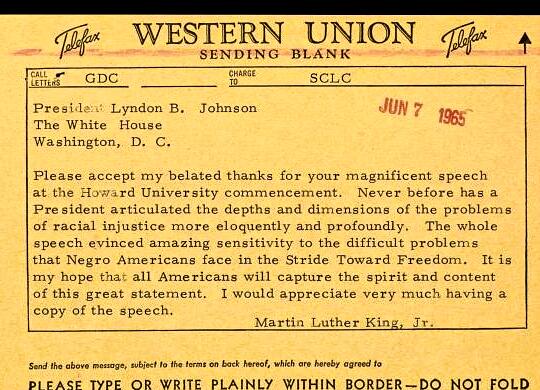 Telefax WESTERN UNION Telefax
SENDING BLANK
CALL LETTERS GDC CHARGE TO SCLC
President Lyndon B. Johnson JUN 7 1965
The White House
Washington, D. C.
Please accept my belated thanks for your magnificent speech
at the Howard University commencement. Never before has a
President articulated the depths and dimensions of the problems
of racial injustice more eloquently and profoundly. The whole
speech evinced amazing sensitivity to the difficult problems
that Negro Americans face in the Stride Toward Freedom. It is
my hope that all Americans will capture the spirit and content
of this great statement. I would appreciate very much having a
copy of the speech.
Martin Luther King, Jr.
Send the above message, subject to the terms on back hereof, which are hereby agreed to
PLEASE TYPE OR WRITE PLAINLY WITHIN BORDER—DO NOT FOLD